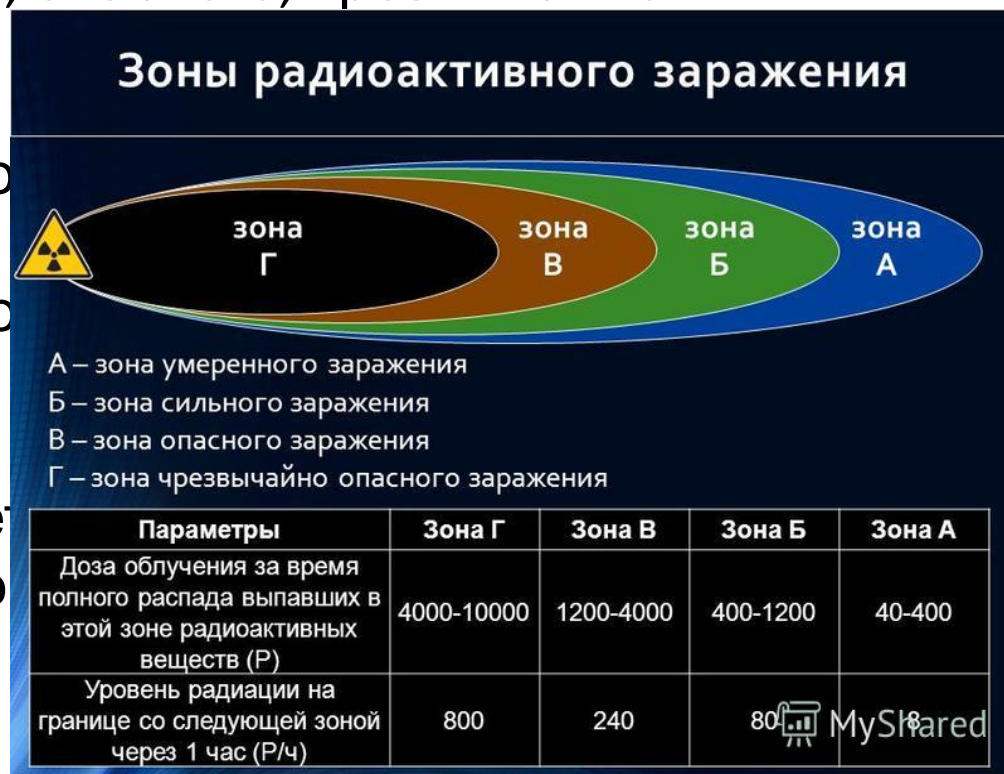 Зоны радиоактивного заражения
зона
Г
зона
В
зона
Б
зона
А
А – зона умеренного заражения
Б – зона сильного заражения
В – зона опасного заражения
Г – зона чрезвычайно опасного заражения
Параметры Зона Г Зона В Зона Б Зона А
Доза облучения за время
полного распада выпавших в
этой зоне радиоактивных
веществ (Р)
4000-10000 1200-4000 400-1200 40-400
Уровень радиации на
границе со следующей зоной
через 1 час (Р/ч)
800 240 80 8
MyShared